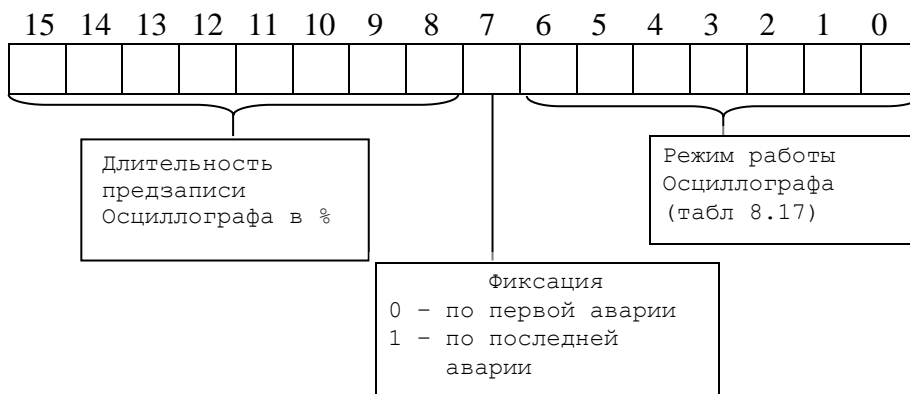 15 14 13 12 11 10 9 8 7 6 5 4 3 2 1 0
Длительность
предзаписи
Осциллографа в %
Режим работы
Осциллографа
(табл 8.17)
Фиксация
0 – по первой аварии
1 – по последней
аварии